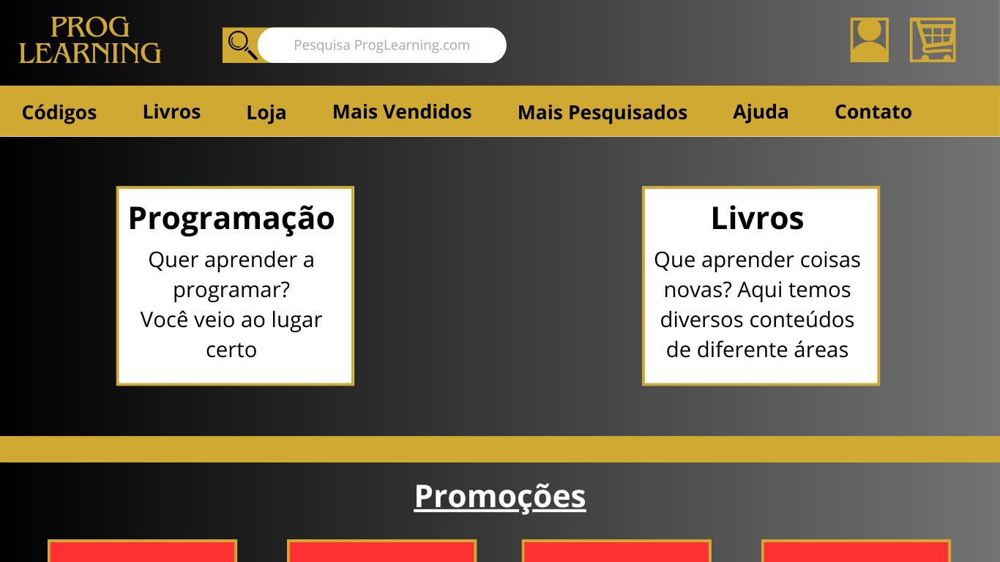 PROG
LEARNING
Pesquisa ProgLearning.com
Códigos Livros Loja Mais Vendidos Mais Pesquisados Ajuda Contato
Programação
Quer aprender a
programar?
Você veio ao lugar
certo
Livros
Que aprender coisas
novas? Aqui temos
diversos conteúdos
de diferente áreas
Promoções